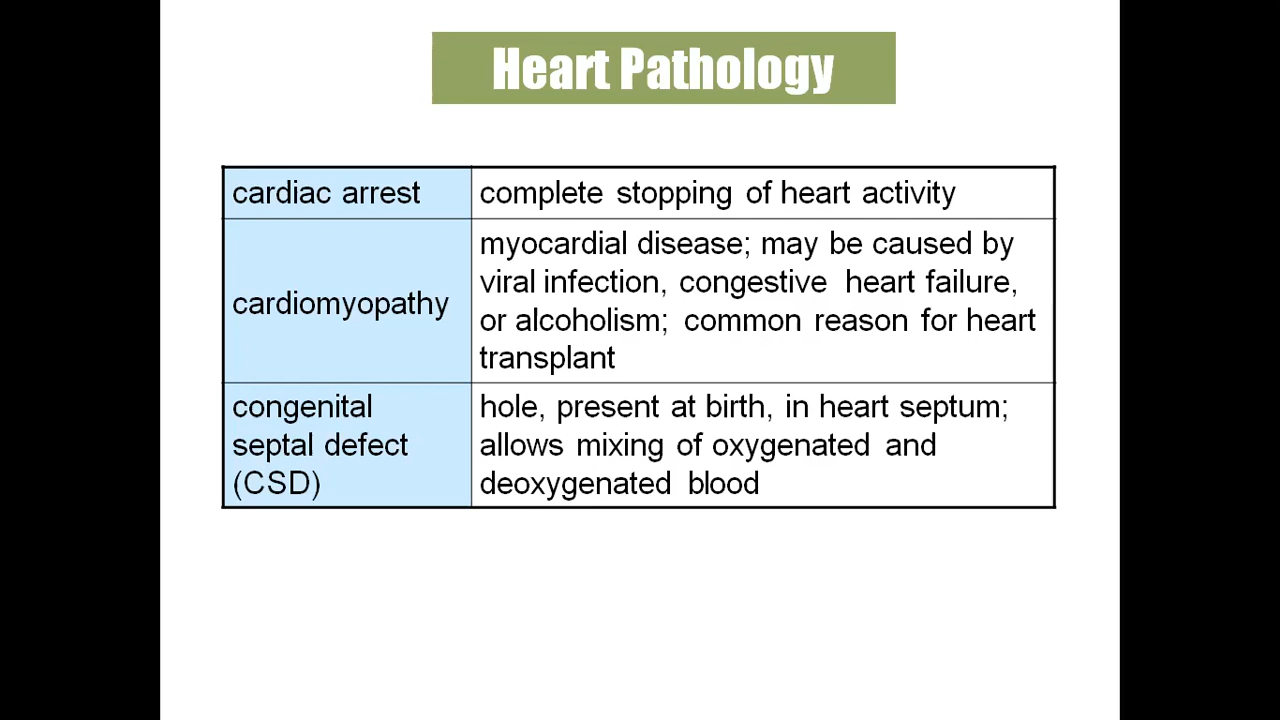 Heart Pathology
cardiac arrest
complete stopping of heart activity
cardiomyopathy
myocardial disease; may be caused by
viral infection, congestive heart failure,
or alcoholism; common reason for heart
transplant
congenital
septal defect
(CSD)
hole, present at birth, in heart septum;
allows mixing of oxygenated and
deoxygenated blood